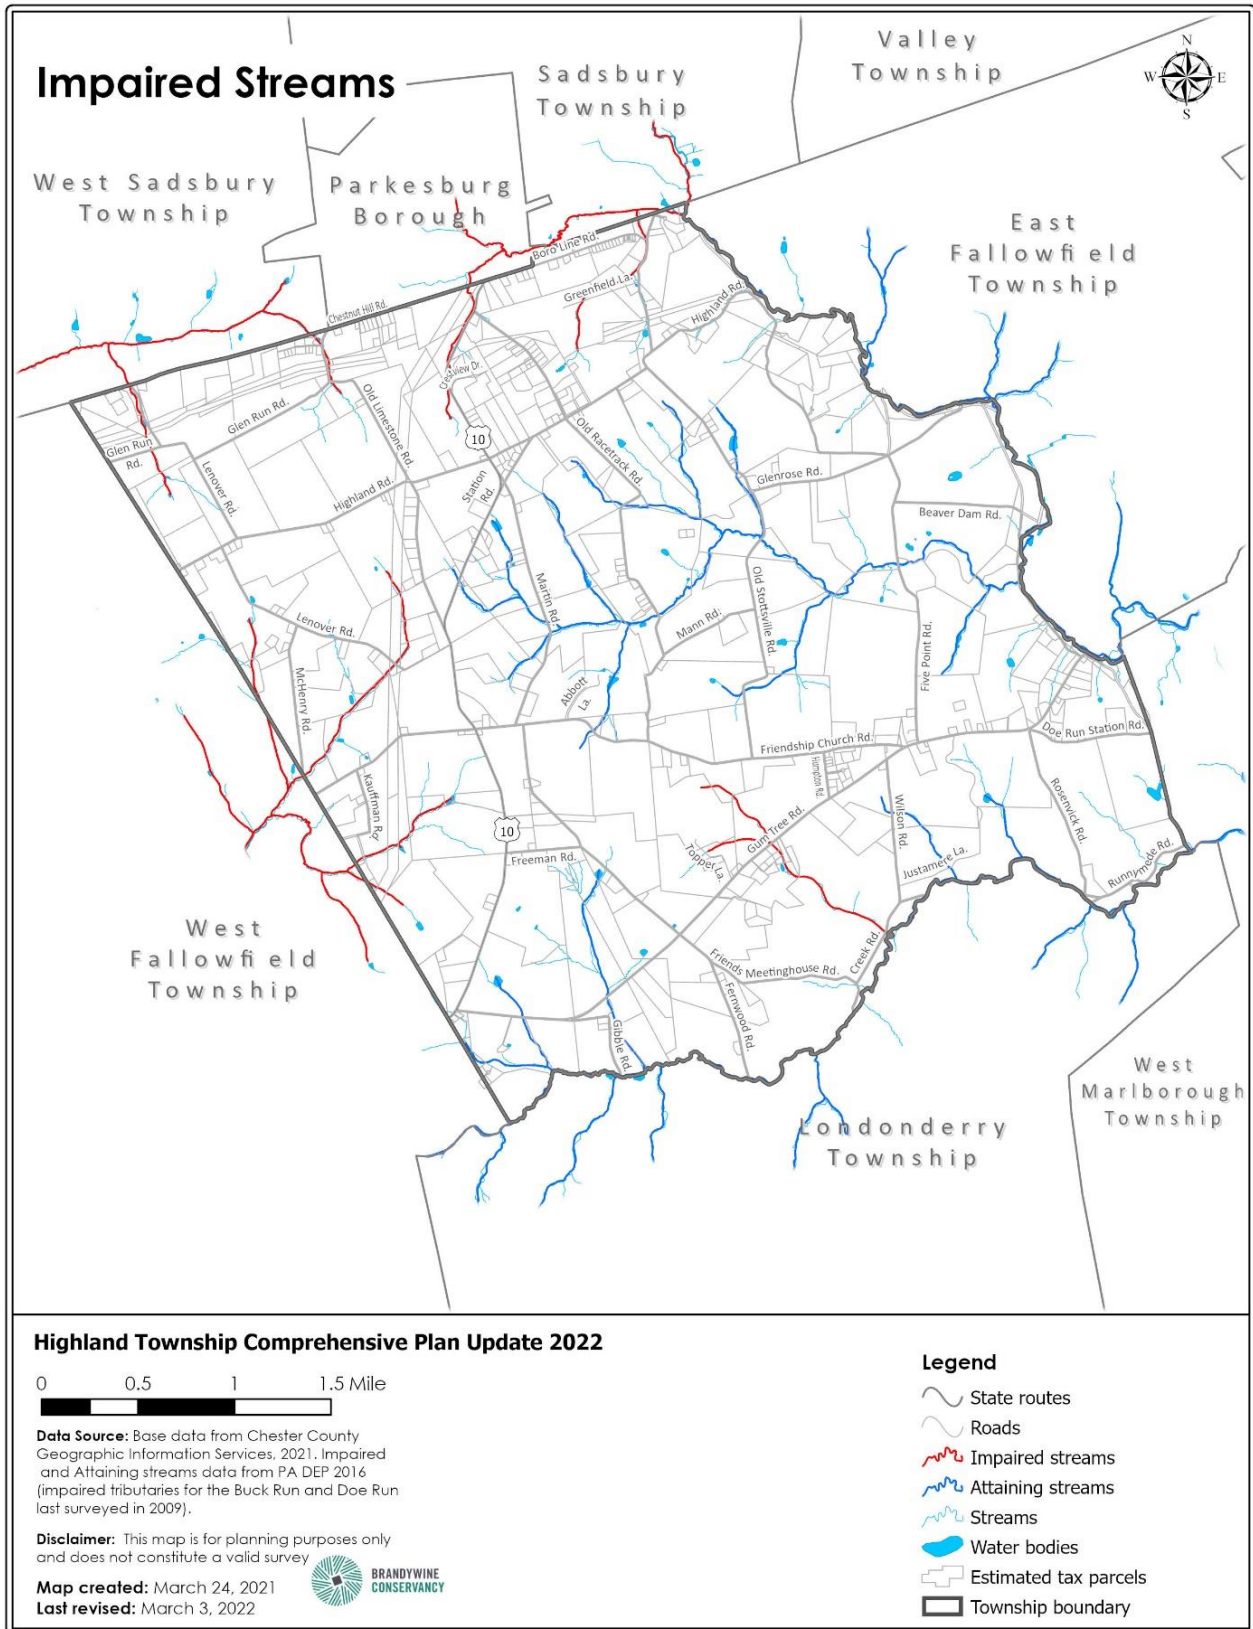 Impaired Streams
Valley
Township
Sadsbury
Township
N
W
E
S
West Sadsbury
Township
Parkesburg
Borough
East
Fallowfield
Township
Boro Line Rd.
Greenfield La.
Highland Rd.
Chestnut Hill Rd.
Crestview Dr.
Glen Run Rd.
Old Limestone Rd.
Glen Run
Rd.
Lenover Rd.
Highland Rd.
10
Station
Rd.
Old Racetrack Rd.
Glenrose Rd.
Beaver Dam Rd.
Martin Rd.
Lenover Rd.
McHenry Rd.
Mann Rd.
Old Stottsville Rd.
Five Point Rd.
Abbott
La.
Friendship Church Rd.
Doe Run Station Rd.
Humpton Rd.
Kauffman Rd.
10
Gum Tree Rd.
Wilson Rd.
Rosenvick Rd.
Freeman Rd.
Topper La.
Justamere La.
Runnymede Rd.
West
Fallowfield
Township
Friends Meetinghouse Rd.
Creek Rd.
Fernwood Rd.
Gibble Rd.
West
Marlborough
Township
Londonderry
Township
Highland Township Comprehensive Plan Update 2022
0 0.5 1 1.5 Mile
Data Source: Base data from Chester County
Geographic Information Services, 2021. Impaired
and Attaining streams data from PA DEP 2016
(impaired tributaries for the Buck Run and Doe Run
last surveyed in 2009).
Disclaimer: This map is for planning purposes only
and does not constitute a valid survey
Map created: March 24, 2021
Last revised: March 3, 2022
BRANDYWINE
CONSERVANCY
Legend
State routes
Roads
Impaired streams
Attaining streams
Streams
Water bodies
Estimated tax parcels
Township boundary